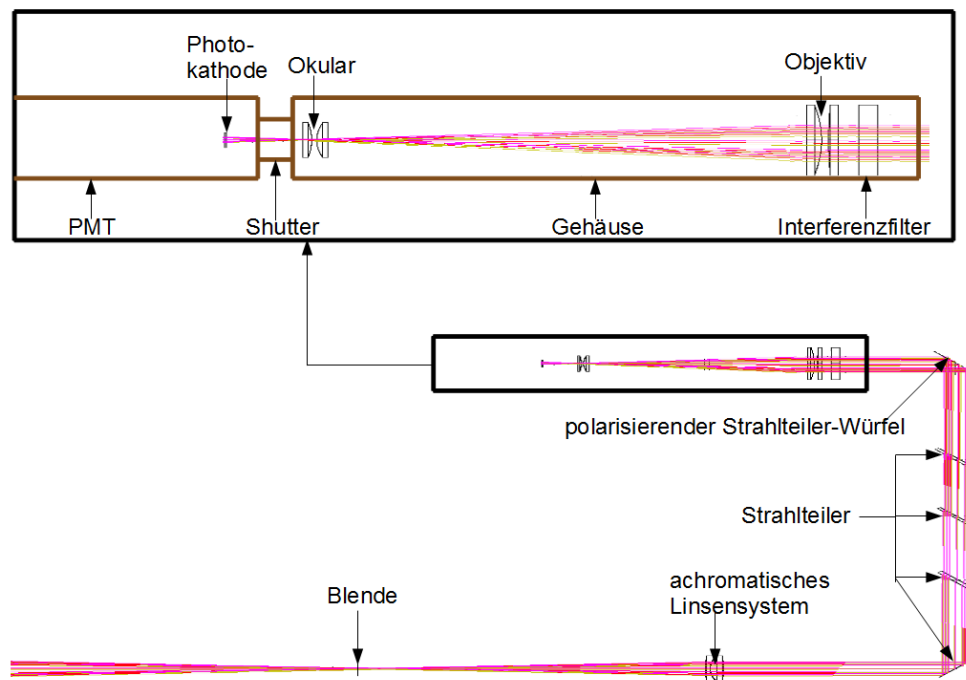 Photo-
kathode
Okular
Objektiv
PMT
Shutter
Gehäuse
Interferenzfilter
polarisierender Strahlteiler-Würfel
Strahlteiler
achromatisches
Linsensystem
Blende